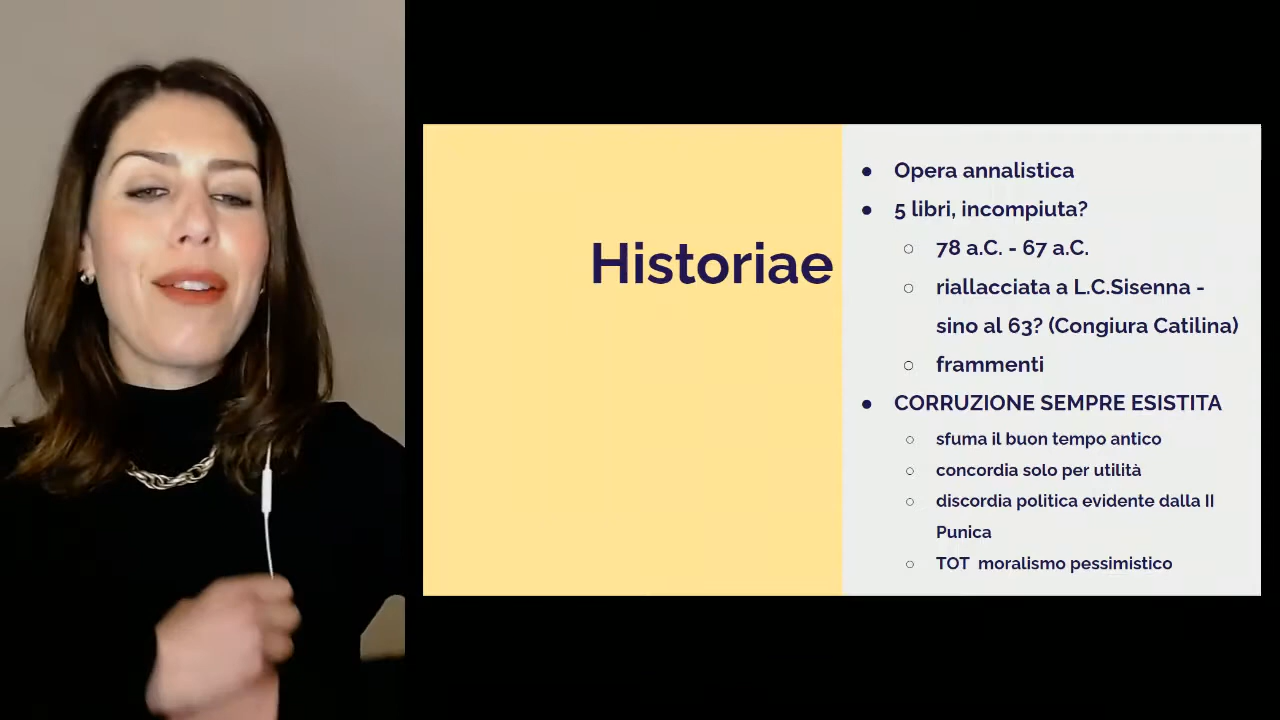 Historiae
● Opera annalistica
● 5 libri, incompiuta?
○ 78 a.C. - 67 a.C.
○ riallacciata a L.C.Sisenna -
sino al 63? (Congiura Catilina)
○ frammenti
● CORRUZIONE SEMPRE ESISTITA
○ sfuma il buon tempo antico
○ concordia solo per utilità
○ discordia politica evidente dalla II
Punica
○ TOT moralismo pessimistico